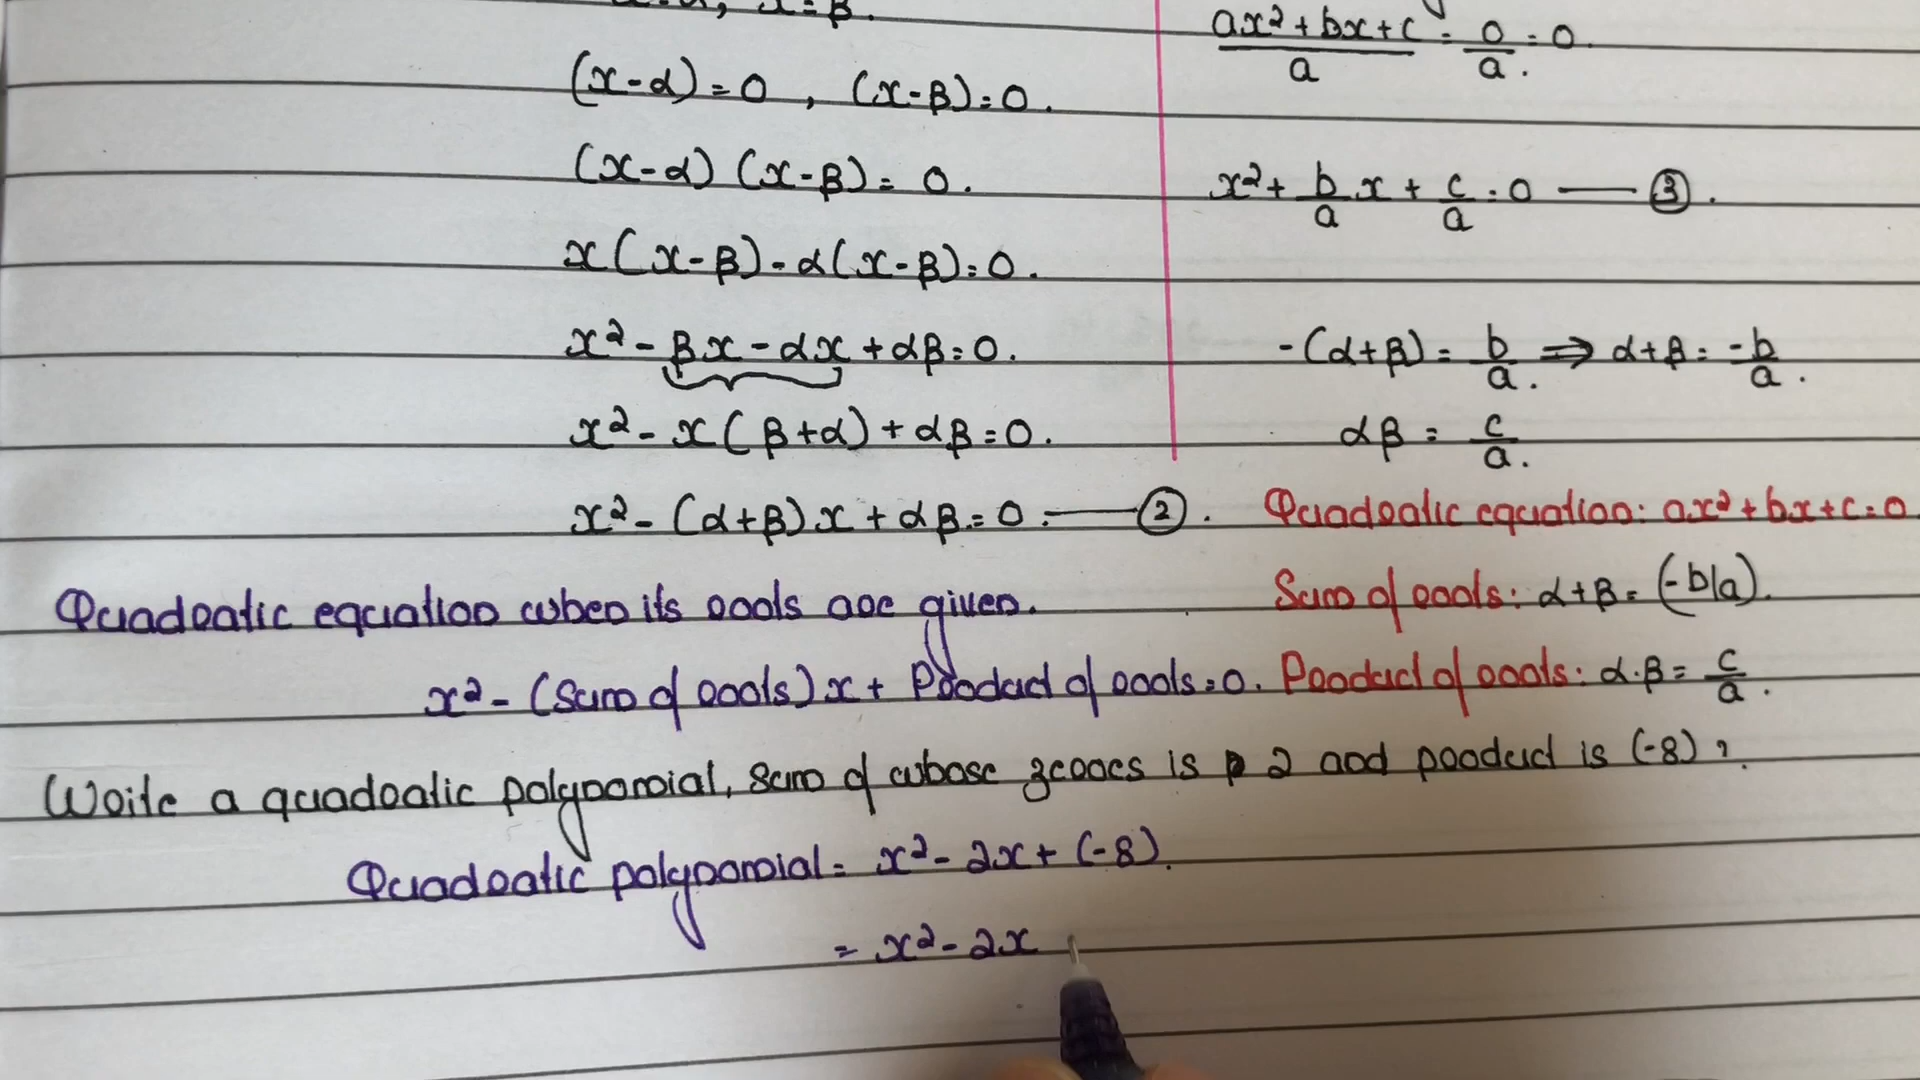 x = β.
(x-α) = 0 , (x-β) = 0.
(x-α) (x-β) = 0.
x(x-β) - α(x-β) = 0.
x² - βx - αx + αβ = 0.
x² - x(β+α) + αβ = 0.
x² - (α+β)x + αβ = 0. — ②.
ax² + bx + c / a = 0/a = 0.
x² + b/a x + c/a = 0 — ③.
-(α+β) = b/a. ⇒ α+β = -b/a.
αβ = c/a.
Quadratic equation: ax² + bx + c = 0
Sum of roots: α+β = (-b/a).
Product of roots: α.β = c/a.
Quadratic equation when its roots are given.
x² - (Sum of roots)x + Product of roots = 0.
Write a quadratic polynomial, sum of whose zeroes is 2 and product is (-8)?
Quadratic polynomial = x² - 2x + (-8).
= x² - 2x